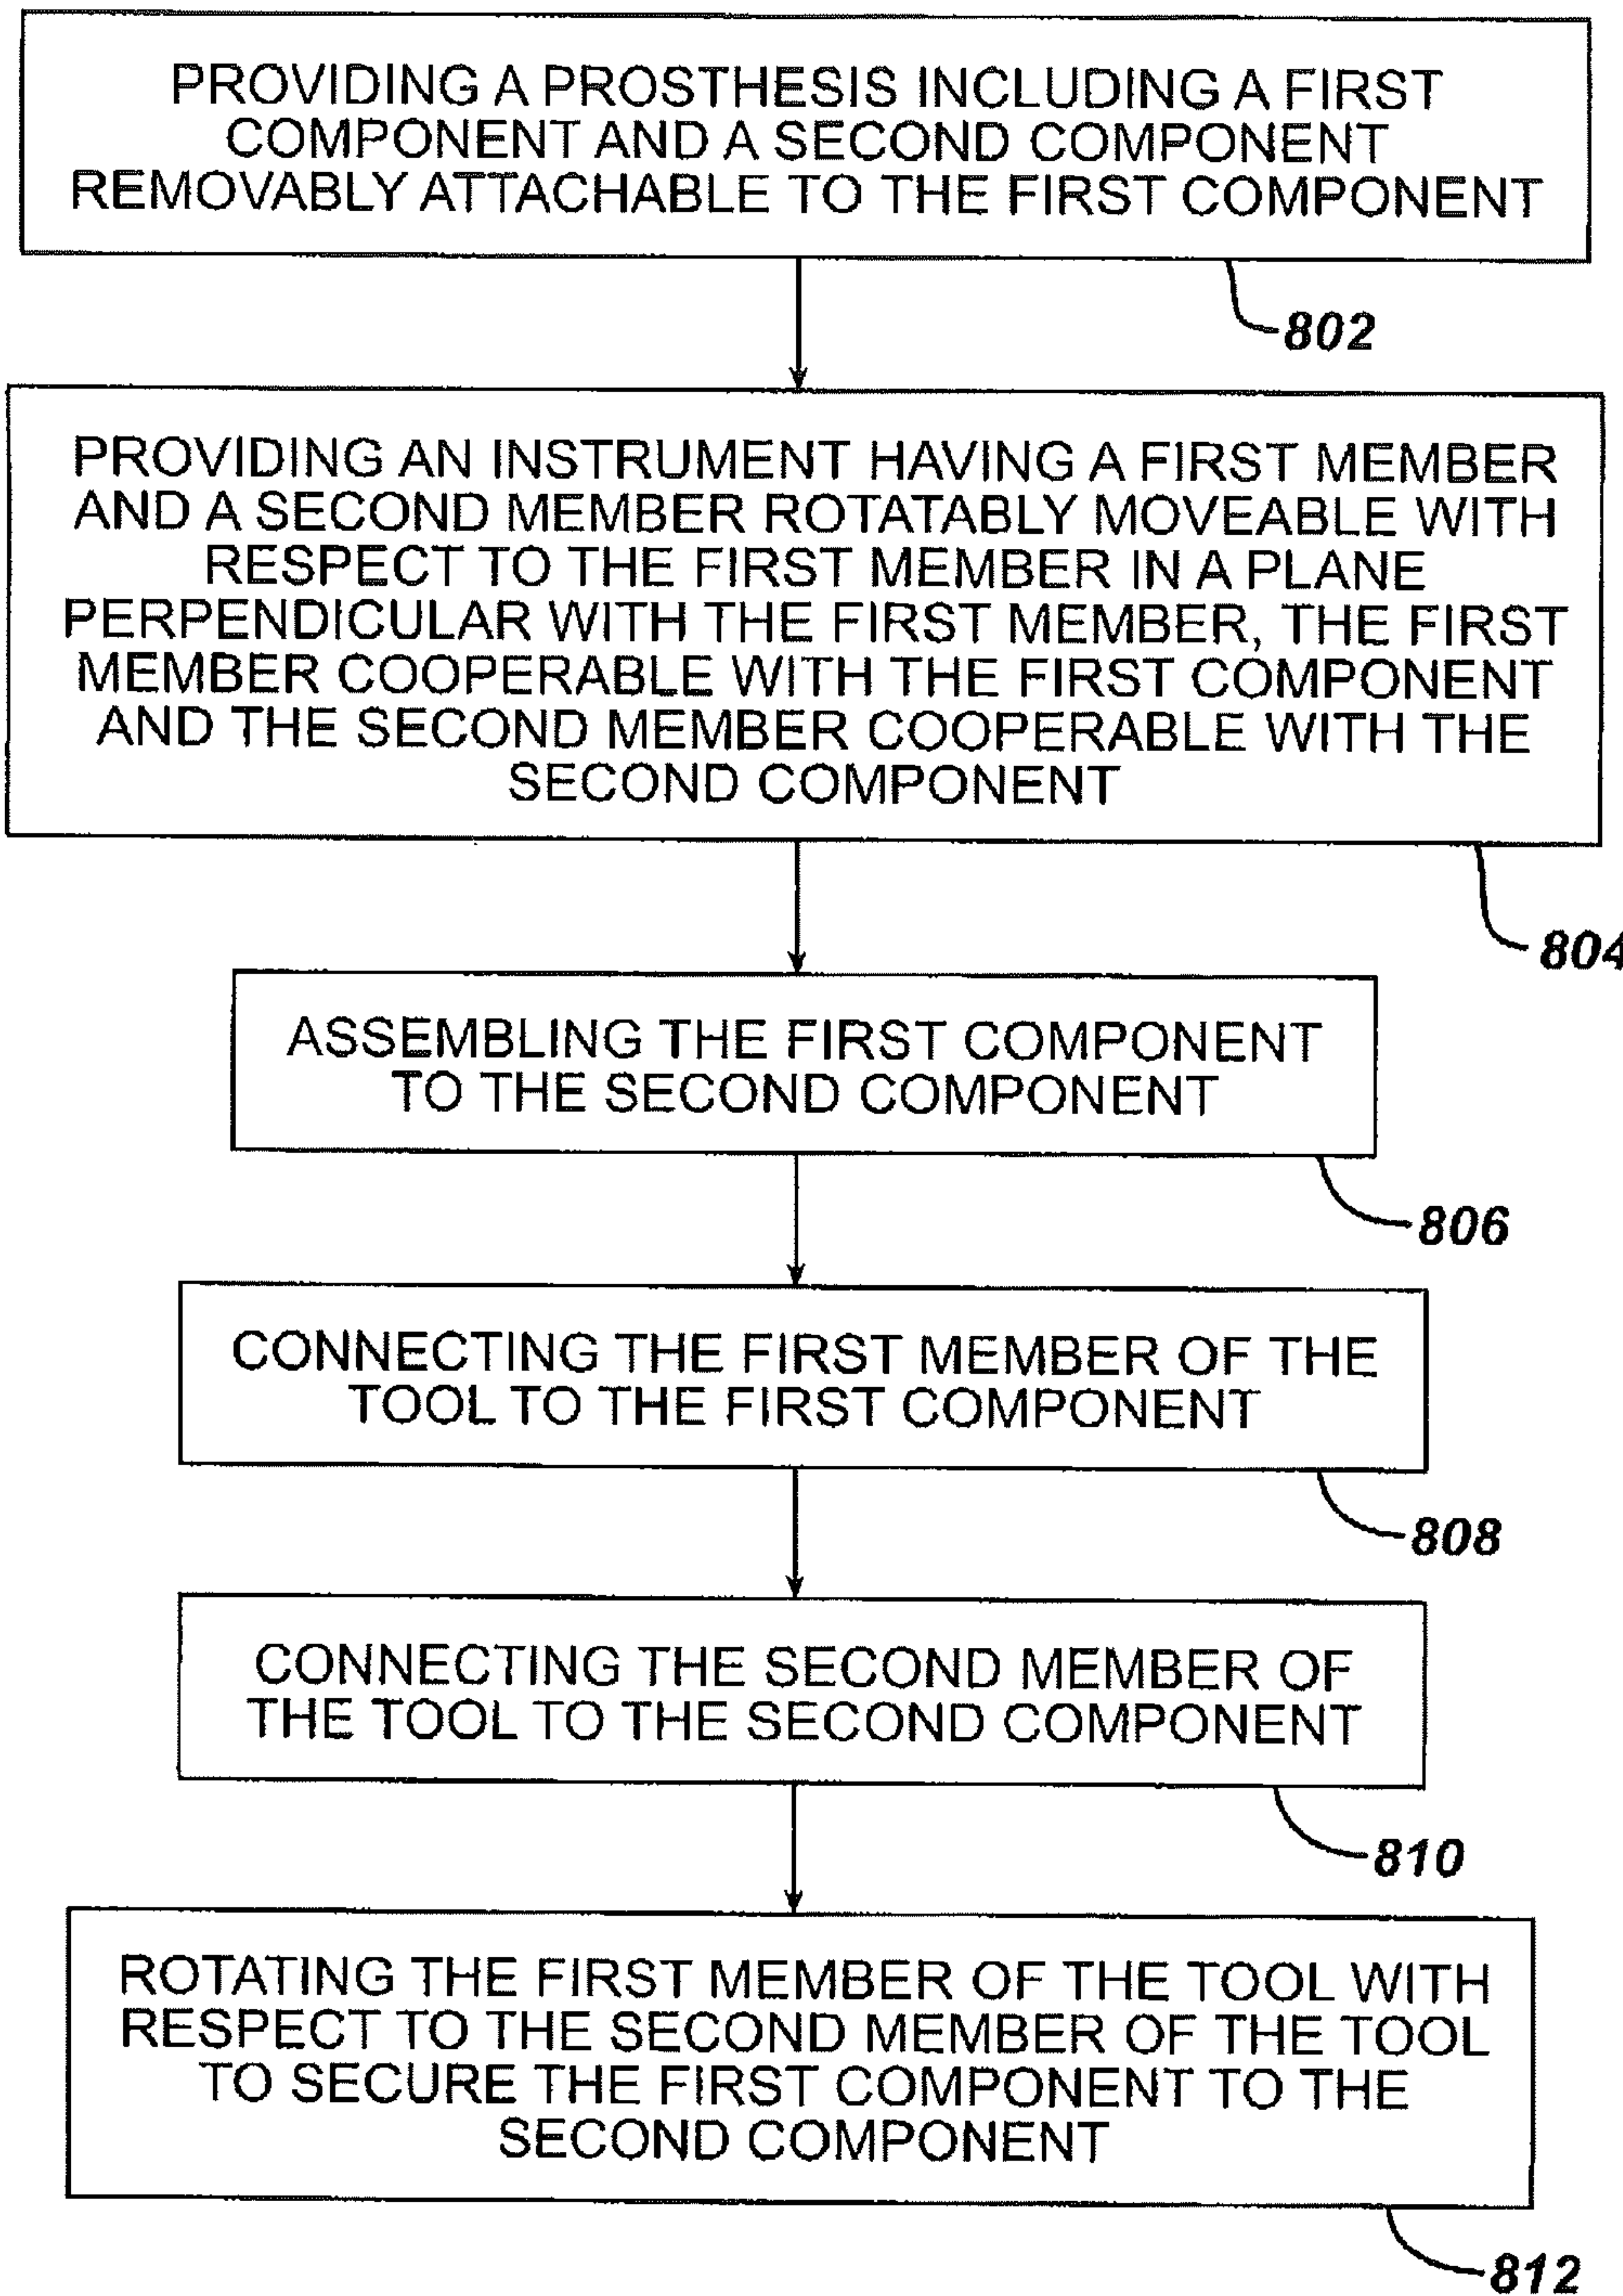 PROVIDING A PROSTHESIS INCLUDING A FIRST
COMPONENT AND A SECOND COMPONENT
REMOVABLY ATTACHABLE TO THE FIRST COMPONENT
802
PROVIDING AN INSTRUMENT HAVING A FIRST MEMBER
AND A SECOND MEMBER ROTATABLY MOVEABLE WITH
RESPECT TO THE FIRST MEMBER IN A PLANE
PERPENDICULAR WITH THE FIRST MEMBER, THE FIRST
MEMBER COOPERABLE WITH THE FIRST COMPONENT
AND THE SECOND MEMBER COOPERABLE WITH THE
SECOND COMPONENT
804
ASSEMBLING THE FIRST COMPONENT
TO THE SECOND COMPONENT
806
CONNECTING THE FIRST MEMBER OF THE
TOOL TO THE FIRST COMPONENT
808
CONNECTING THE SECOND MEMBER OF
THE TOOL TO THE SECOND COMPONENT
810
ROTATING THE FIRST MEMBER OF THE TOOL WITH
RESPECT TO THE SECOND MEMBER OF THE TOOL
TO SECURE THE FIRST COMPONENT TO THE
SECOND COMPONENT
812